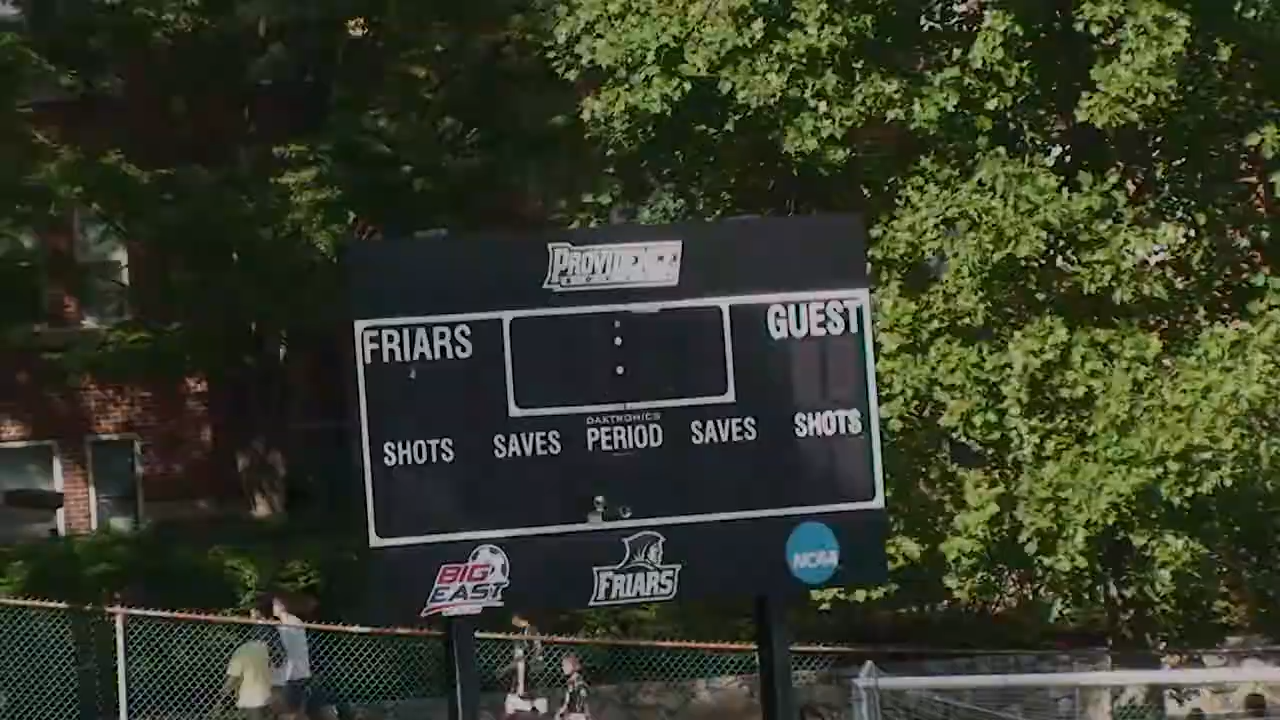 PROVIDENCE
FRIARS
GUEST
DAKTRONICS
SHOTS SAVES PERIOD SAVES SHOTS
BIG
EAST
FRIARS
NCAA